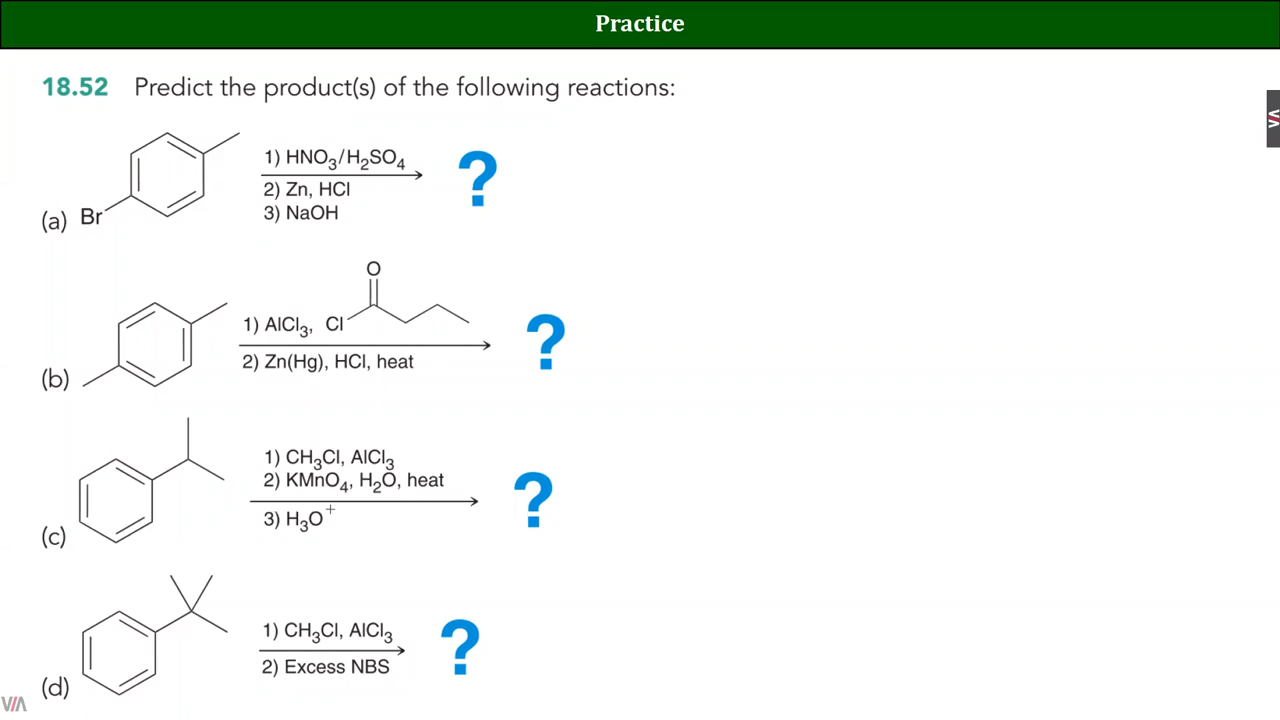 Practice
18.52 Predict the product(s) of the following reactions:
1) HNO3/H2SO4
2) Zn, HCl
3) NaOH
?
(a) Br
O
1) AlCl3, Cl
2) Zn(Hg), HCl, heat
?
(b)
1) CH3Cl, AlCl3
2) KMnO4, H2O, heat
3) H3O+
?
(c)
1) CH3Cl, AlCl3
2) Excess NBS
?
(d)
VIA
VIA